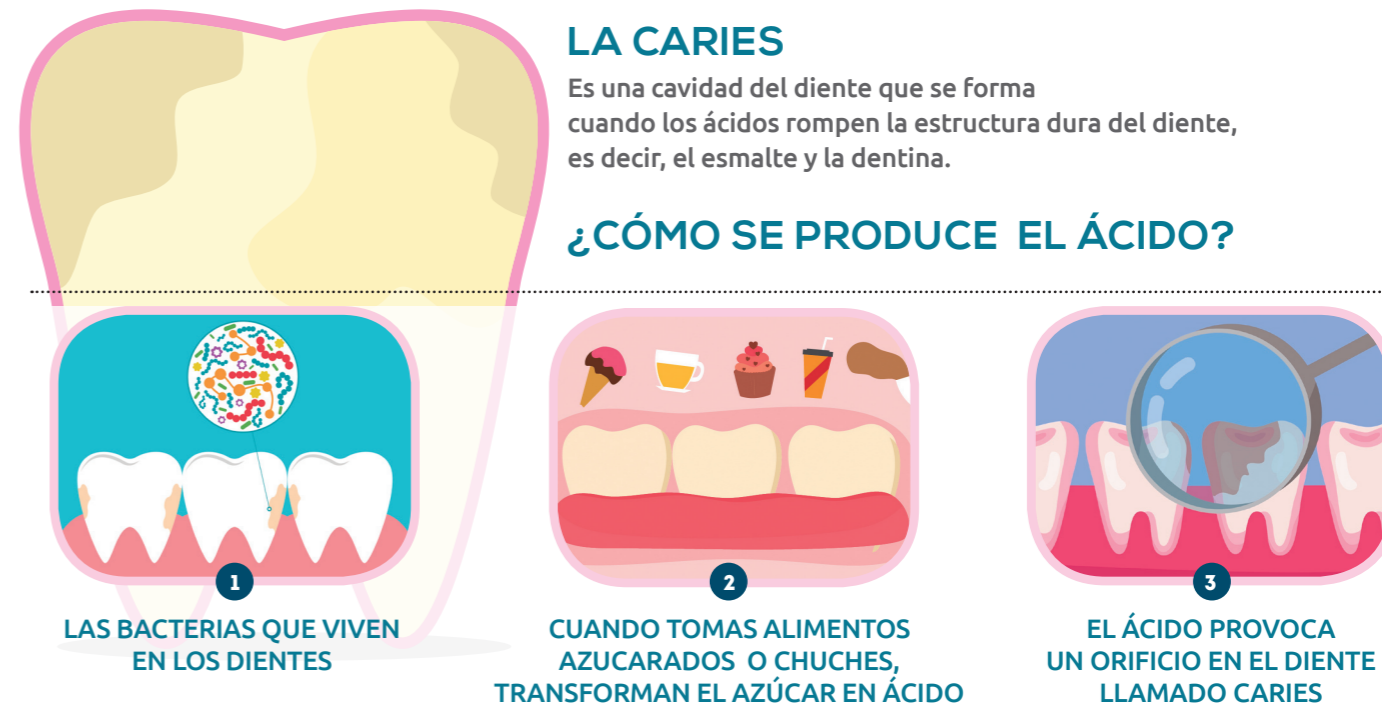 LA CARIES
Es una cavidad del diente que se forma
cuando los ácidos rompen la estructura dura del diente,
es decir, el esmalte y la dentina.
¿CÓMO SE PRODUCE EL ÁCIDO?
1
LAS BACTERIAS QUE VIVEN
EN LOS DIENTES
2
CUANDO TOMAS ALIMENTOS
AZUCARADOS O CHUCHES,
TRANSFORMAN EL AZÚCAR EN ÁCIDO
3
EL ÁCIDO PROVOCA
UN ORIFICIO EN EL DIENTE
LLAMADO CARIES